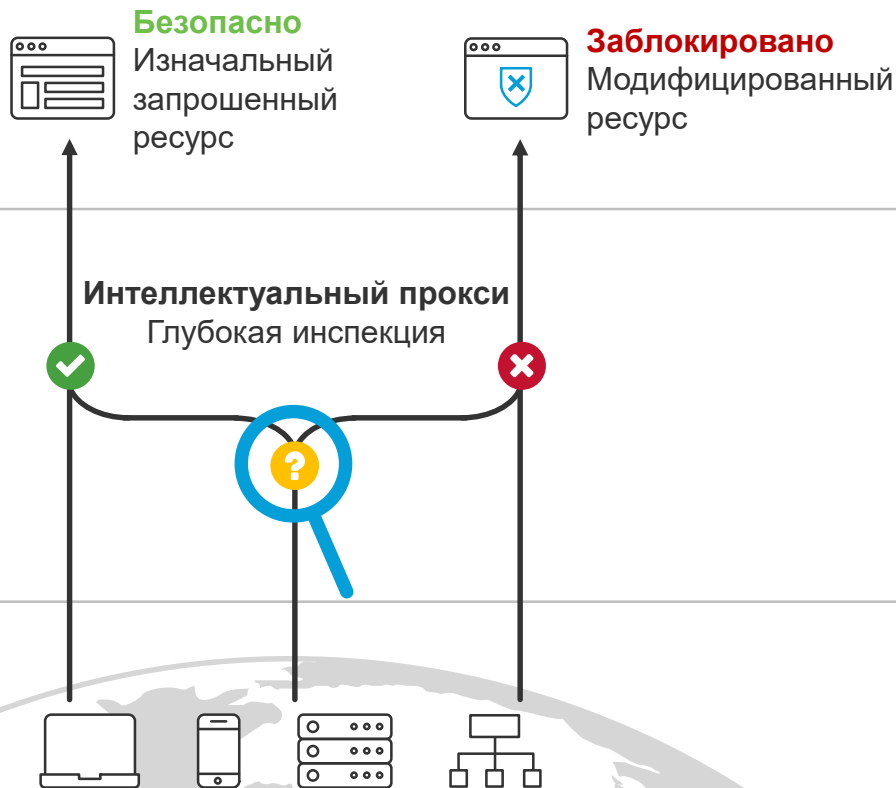 Безопасно
Изначальный
запрошенный
ресурс
Заблокировано
Модифицированный
ресурс
Интеллектуальный прокси
Глубокая инспекция
?